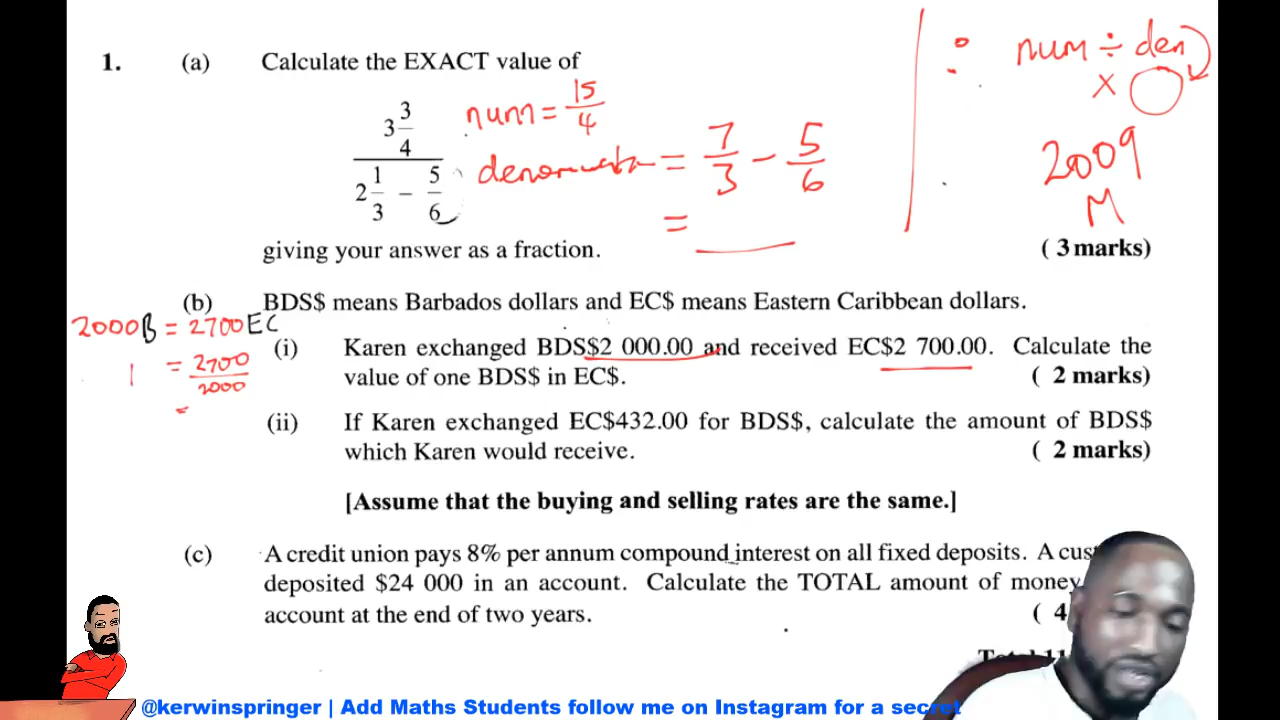 1. (a) Calculate the EXACT value of
3 3/4
2 1/3 − 5/6
num = 15/4
denominator = 7/3 − 5/6
=
giving your answer as a fraction. ( 3 marks)
÷ num ÷ den
×
2009
M
(b) BDS$ means Barbados dollars and EC$ means Eastern Caribbean dollars.
2000B = 2700EC
1 = 2700/2000
=
(i) Karen exchanged BDS$2 000.00 and received EC$2 700.00. Calculate the
value of one BDS$ in EC$. ( 2 marks)
(ii) If Karen exchanged EC$432.00 for BDS$, calculate the amount of BDS$
which Karen would receive. ( 2 marks)
[Assume that the buying and selling rates are the same.]
(c) A credit union pays 8% per annum compound interest on all fixed deposits. A
deposited $24 000 in an account. Calculate the TOTAL amount of money
account at the end of two years. ( 4
@kerwinspringer | Add Maths Students follow me on Instagram for a secret